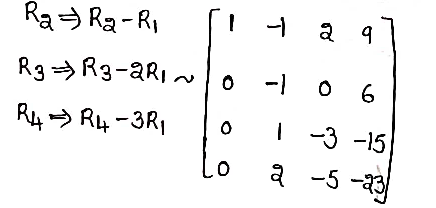 R2 ⇒ R2 - R1
R3 ⇒ R3 - 2R1 ~
R4 ⇒ R4 - 3R1
1 -1 2 9
0 -1 0 6
0 1 -3 -15
0 2 -5 -23